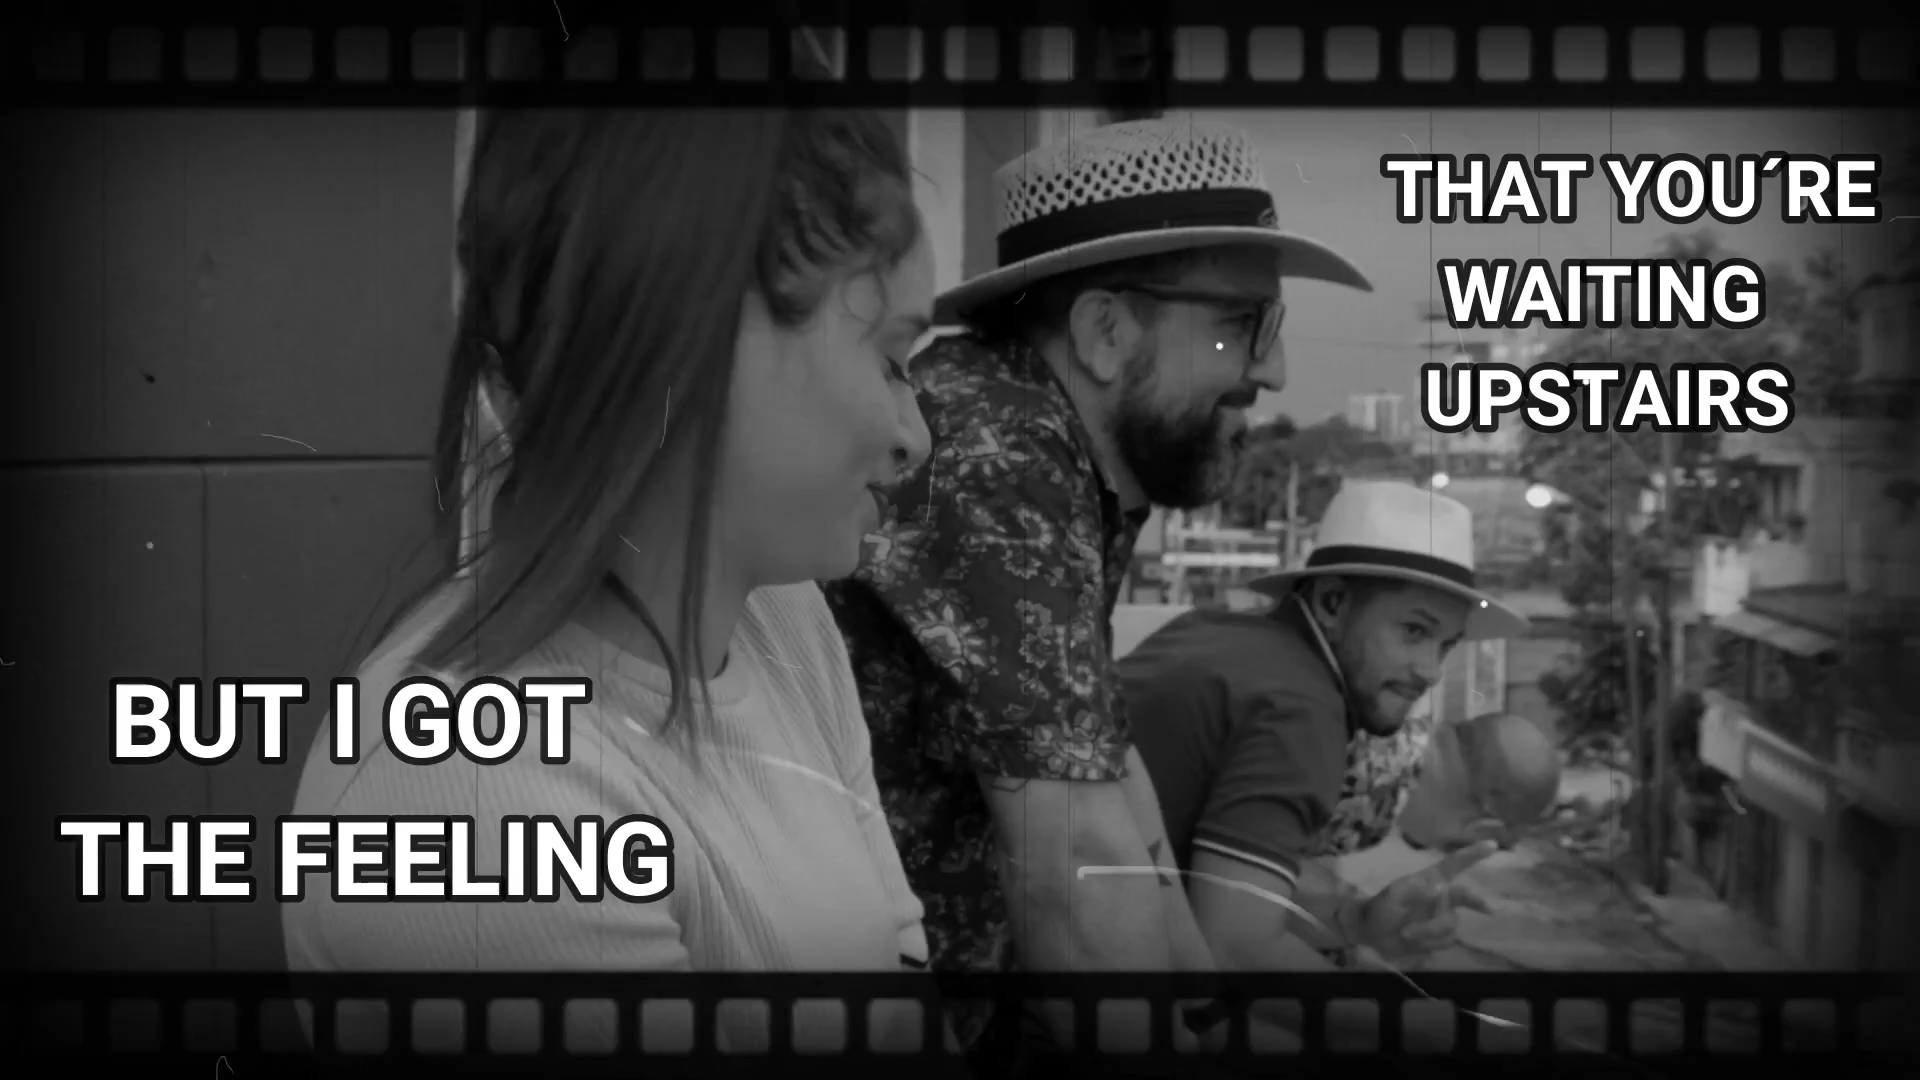 BUT I GOT
THE FEELING
THAT YOU´RE
WAITING
UPSTAIRS